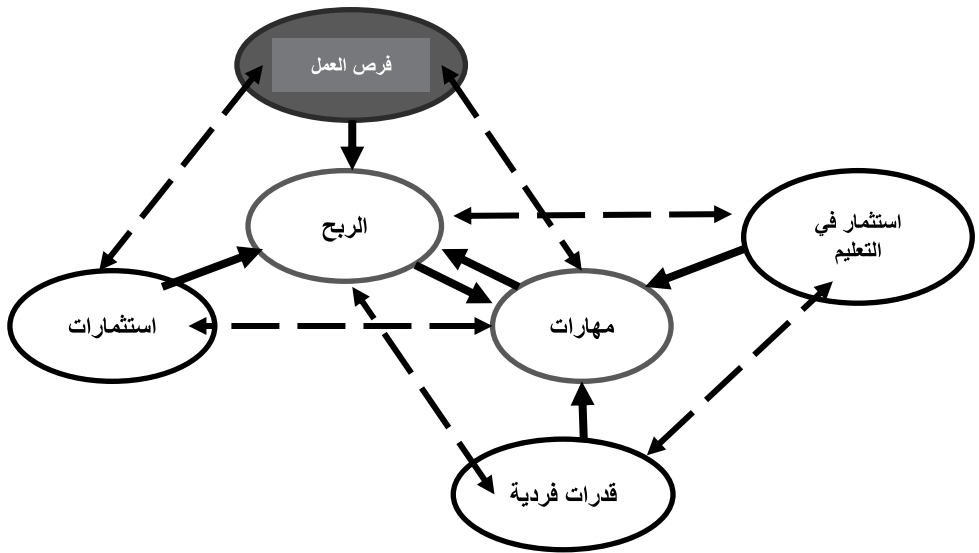 فرص العمل
الربح
استثمار في
التعليم
مهارات
استثمارات
قدرات فردية